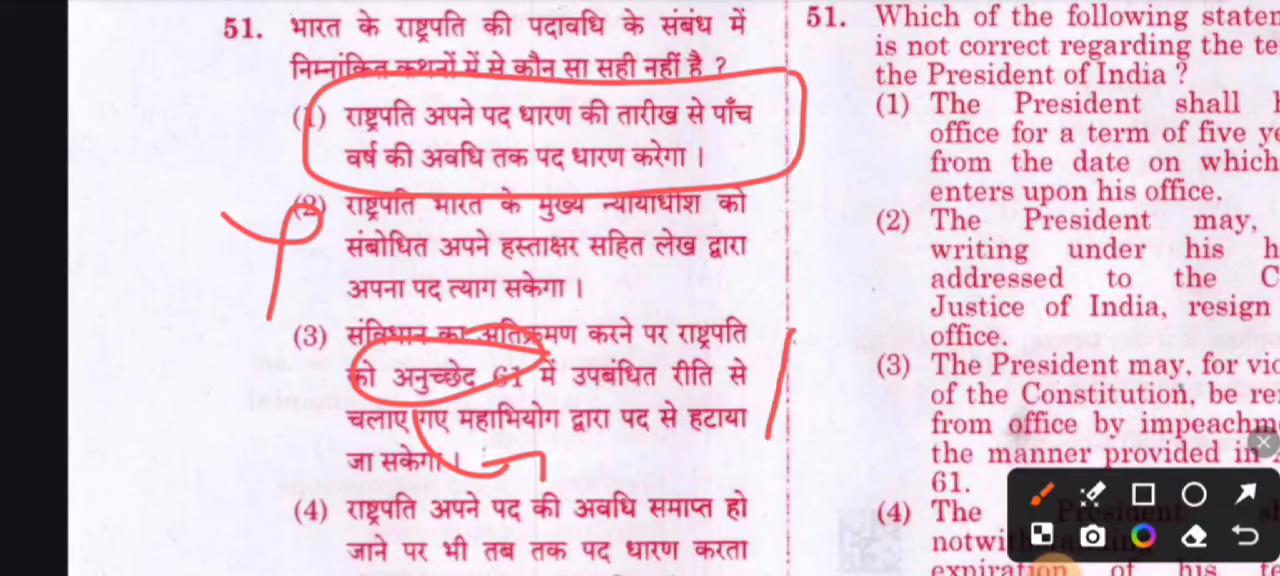 51. भारत के राष्ट्रपति की पदावधि के संबंध में
निम्नांकित कथनों में से कौन सा सही नहीं है ?
(1) राष्ट्रपति अपने पद धारण की तारीख से पाँच
वर्ष की अवधि तक पद धारण करेगा ।
(2) राष्ट्रपति भारत के मुख्य न्यायाधीश को
संबोधित अपने हस्ताक्षर सहित लेख द्वारा
अपना पद त्याग सकेगा ।
(3) संविधान का अतिक्रमण करने पर राष्ट्रपति
को अनुच्छेद 61 में उपबंधित रीति से
चलाए गए महाभियोग द्वारा पद से हटाया
जा सकेगा ।
(4) राष्ट्रपति अपने पद की अवधि समाप्त हो
जाने पर भी तब तक पद धारण करता
51. Which of the following
is not correct regarding the
the President of India ?
(1) The President shall
office for a term of five
from the date on which
enters upon his office.
(2) The President may,
writing under his
addressed to the
Justice of India, resign
office.
(3) The President may, for
of the Constitution, be
from office by
the manner provided in
61.
(4) The President
expiration of his